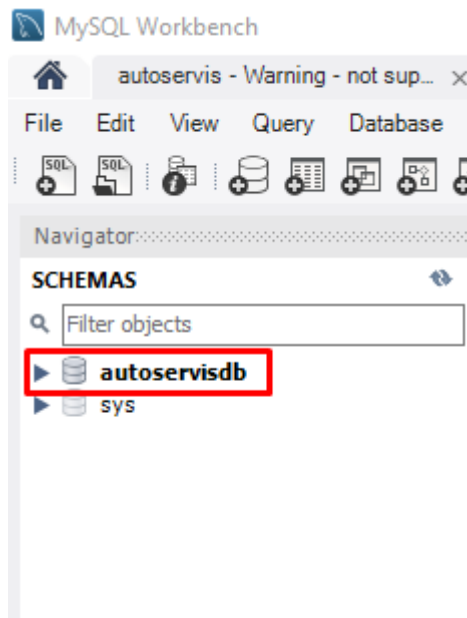 MySQL Workbench
autoservis - Warning - not sup...
File Edit View Query Database
SQL SQL
Navigator
SCHEMAS
Filter objects
autoservisdb
sys